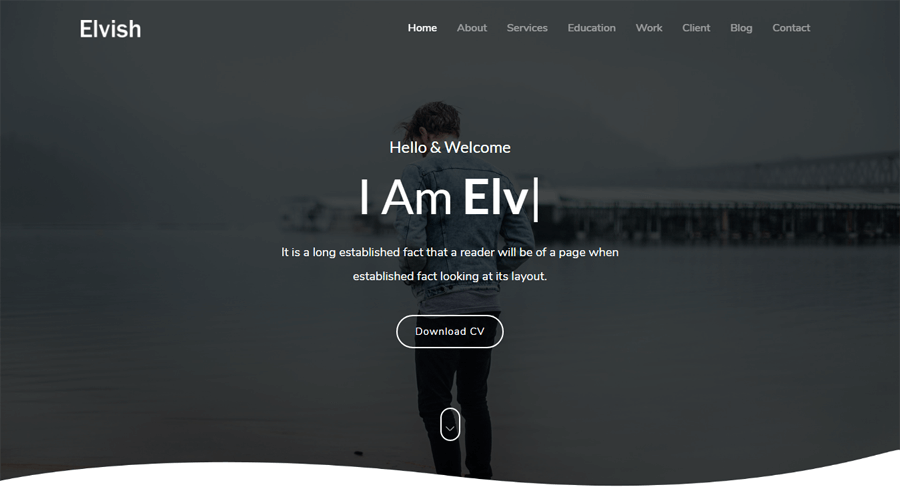 Elvish
Home About Services Education Work Client Blog Contact
Hello & Welcome
I Am Elv|
It is a long established fact that a reader will be of a page when
established fact looking at its layout.
Download CV